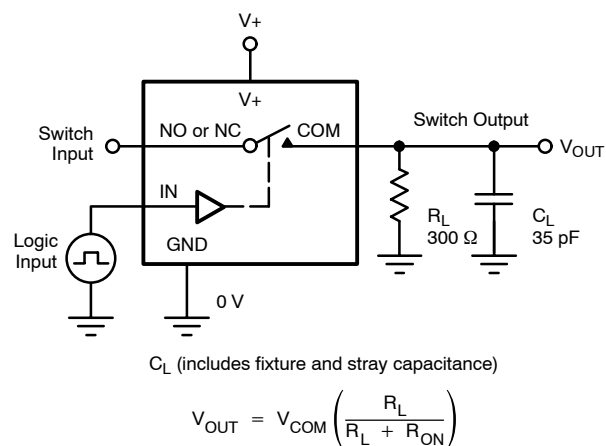 V+
V+
Switch Input
NO or NC
COM
Switch Output
V_OUT
IN
Logic Input
GND
0 V
R_L
300 Ω
C_L
35 pF
C_L (includes fixture and stray capacitance)
V_OUT = V_COM ( R_L / R_L + R_ON )